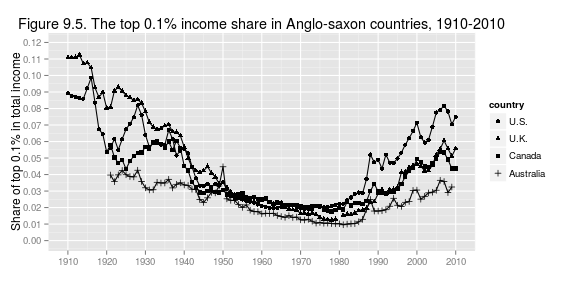 Figure 9.5. The top 0.1% income share in Anglo-saxon countries, 1910-2010
Share of top 0.1% in total income
0.12
0.11
0.10
0.09
0.08
0.07
0.06
0.05
0.04
0.03
0.02
0.01
0.00
1910 1920 1930 1940 1950 1960 1970 1980 1990 2000 2010
country
U.S.
U.K.
Canada
Australia